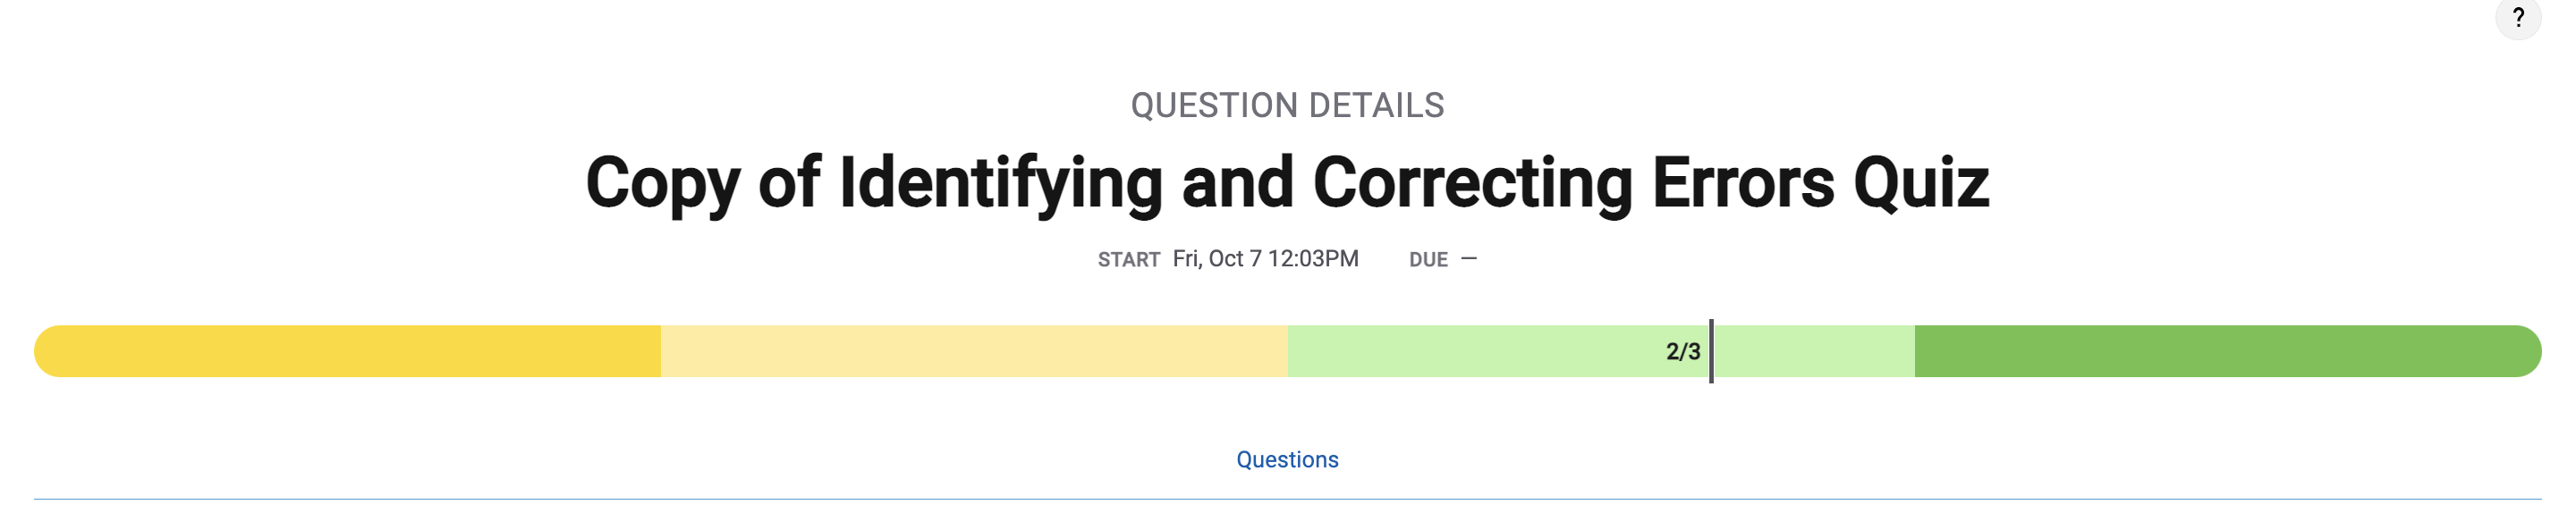 ?
QUESTION DETAILS
Copy of Identifying and Correcting Errors Quiz
START Fri, Oct 7 12:03PM DUE —
2/3
Questions